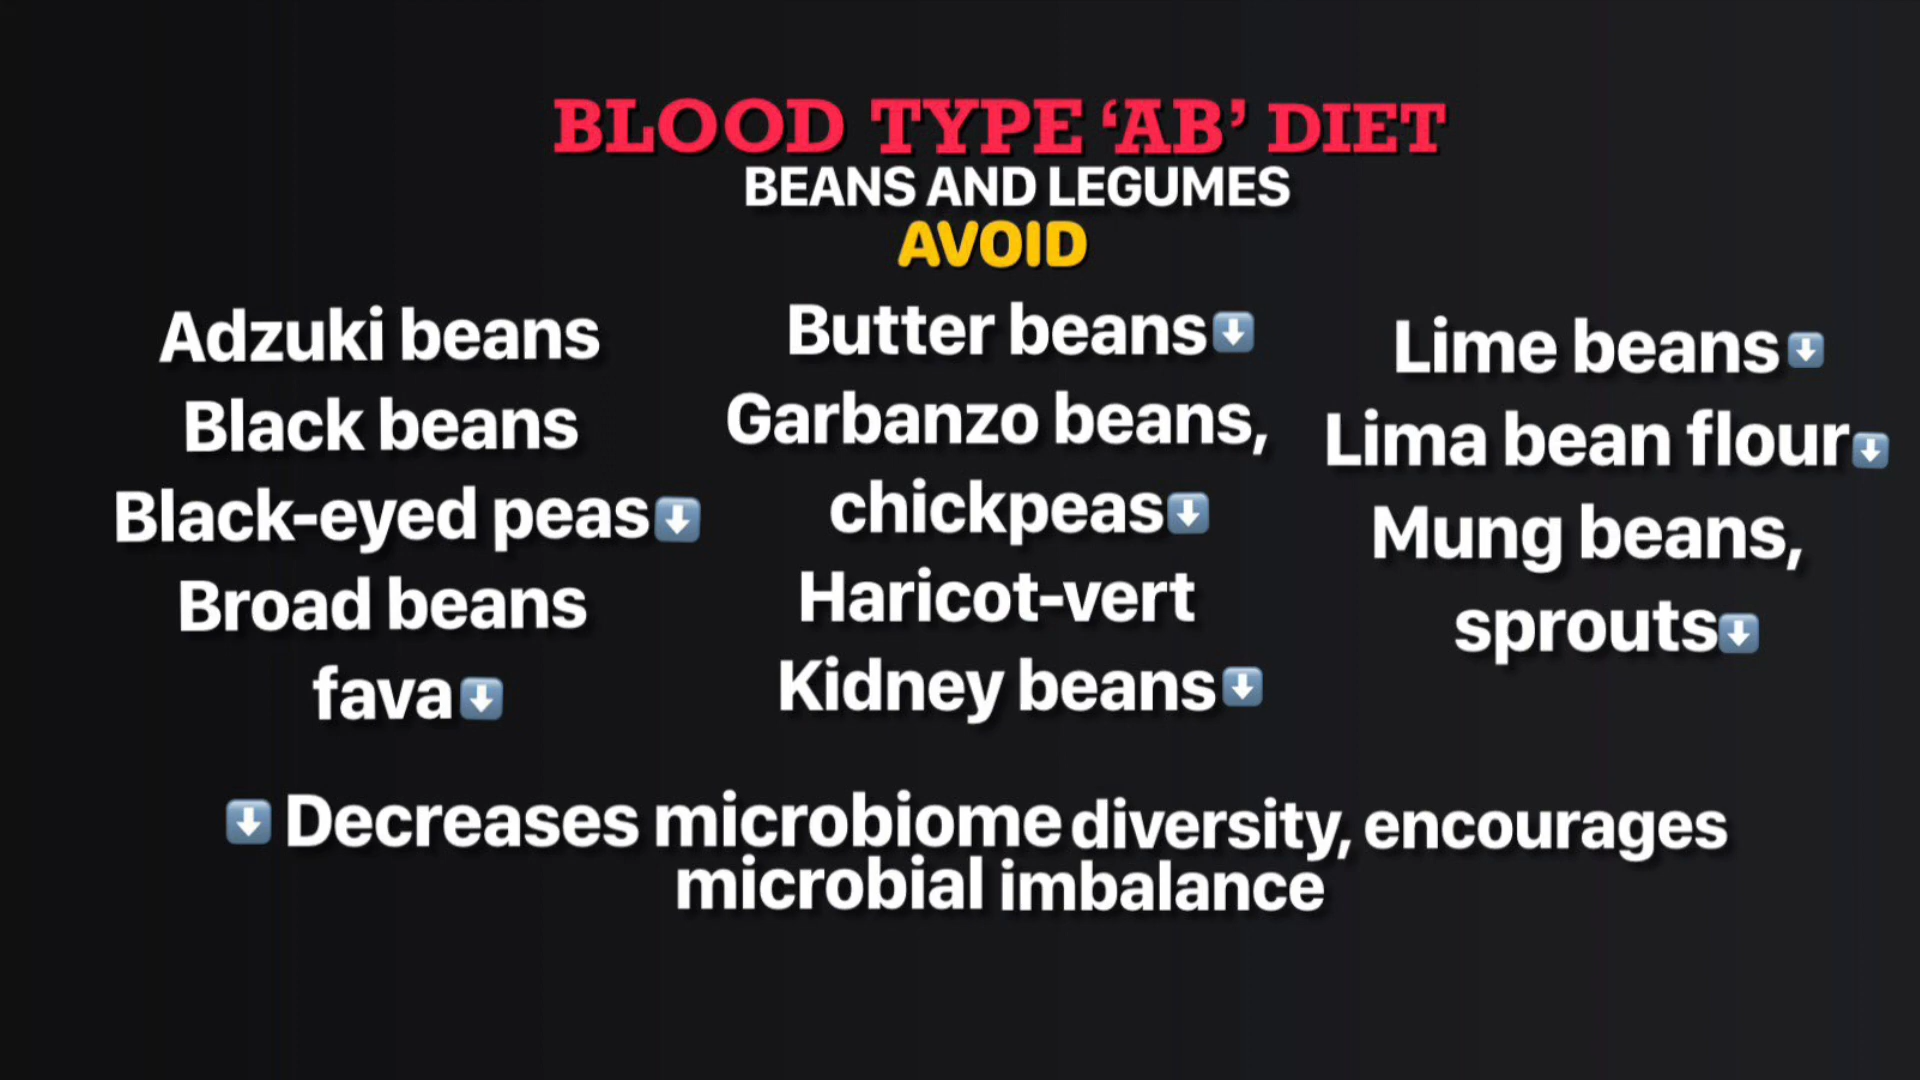 BLOOD TYPE ‘AB’ DIET
BEANS AND LEGUMES
AVOID
Adzuki beans
Black beans
Black-eyed peas⬇️
Broad beans
fava⬇️
Butter beans⬇️
Garbanzo beans,
chickpeas⬇️
Haricot-vert
Kidney beans⬇️
Lime beans⬇️
Lima bean flour⬇️
Mung beans,
sprouts⬇️
⬇️ Decreases microbiome diversity, encourages
microbial imbalance